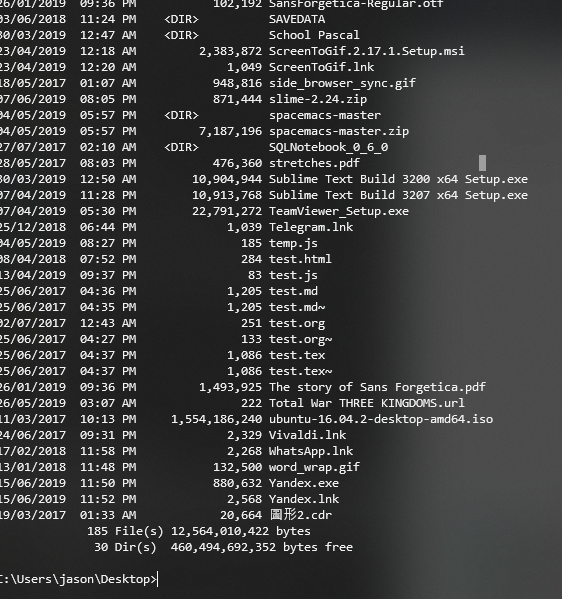 26/01/2019  09:36 PM           102,192 SansForgetica-Regular.otf
03/06/2018  11:24 PM    <DIR>          SAVEDATA
30/03/2018  12:47 AM    <DIR>          School Pascal
23/04/2019  12:18 AM         2,383,872 ScreenToGif.2.17.1.Setup.msi
23/04/2019  12:20 AM             1,049 ScreenToGif.lnk
18/05/2017  01:07 AM           948,816 side_browser_sync.gif
07/06/2019  08:05 PM           871,444 slime-2.24.zip
04/05/2019  05:57 PM    <DIR>          spacemacs-master
04/05/2019  05:57 PM         7,187,196 spacemacs-master.zip
27/07/2017  02:10 AM    <DIR>          SQLNotebook_0_6_0
28/05/2017  08:03 PM           476,360 stretches.pdf
30/03/2019  12:50 AM        10,904,944 Sublime Text Build 3200 x64 Setup.exe
07/04/2019  11:28 PM        10,913,768 Sublime Text Build 3207 x64 Setup.exe
07/04/2019  05:30 PM        22,791,272 TeamViewer_Setup.exe
25/12/2018  06:44 PM             1,039 Telegram.lnk
04/05/2019  08:27 PM               185 temp.js
08/04/2018  07:52 PM               284 test.html
13/04/2019  09:37 PM                83 test.js
25/06/2017  04:36 PM             1,205 test.md
25/06/2017  04:35 PM             1,205 test.md~
02/07/2017  12:43 AM               251 test.org
25/06/2017  04:27 PM               133 test.org~
25/06/2017  04:37 PM             1,086 test.tex
25/06/2017  04:37 PM             1,086 test.tex~
26/01/2019  09:36 PM         1,493,925 The story of Sans Forgetica.pdf
26/05/2019  03:07 AM               222 Total War THREE KINGDOMS.url
11/03/2017  10:13 PM     1,554,186,240 ubuntu-16.04.2-desktop-amd64.iso
24/06/2017  09:31 PM             2,329 Vivaldi.lnk
17/02/2018  11:58 PM             2,268 WhatsApp.lnk
13/01/2018  11:48 PM           132,500 word_wrap.gif
15/06/2019  11:50 PM           880,632 Yandex.exe
15/06/2019  11:52 PM             2,568 Yandex.lnk
19/03/2017  01:33 AM            20,664 圖形2.cdr
185 File(s) 12,564,010,422 bytes
30 Dir(s)  460,494,692,352 bytes free
C:\Users\jason\Desktop>